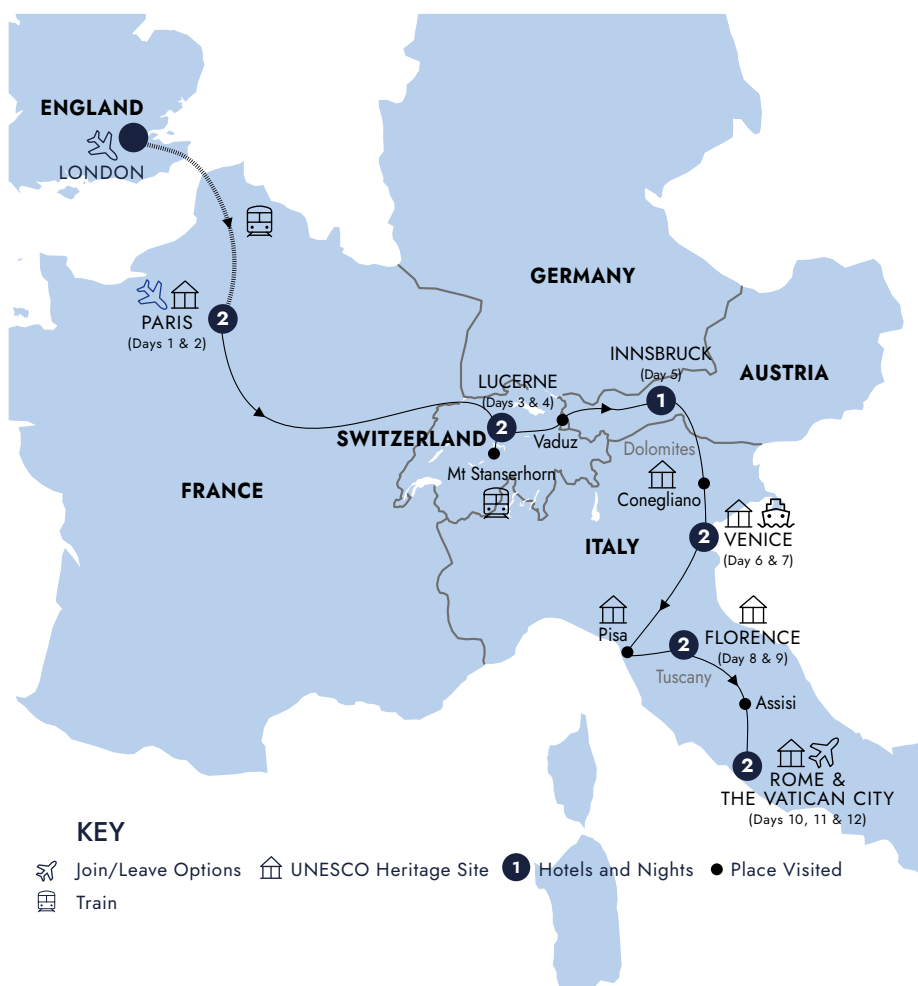 ENGLAND
LONDON
PARIS
2
(Days 1 & 2)
GERMANY
INNSBRUCK
(Day 5)
1
AUSTRIA
LUCERNE
(Days 3 & 4)
2
SWITZERLAND
Vaduz
Mt Stanserhorn
Dolomites
Conegliano
FRANCE
ITALY
2
VENICE
(Day 6 & 7)
Pisa
2
FLORENCE
(Day 8 & 9)
Tuscany
Assisi
2
ROME &
THE VATICAN CITY
(Days 10, 11 & 12)
KEY
Join/Leave Options
UNESCO Heritage Site
1
Hotels and Nights
Place Visited
Train